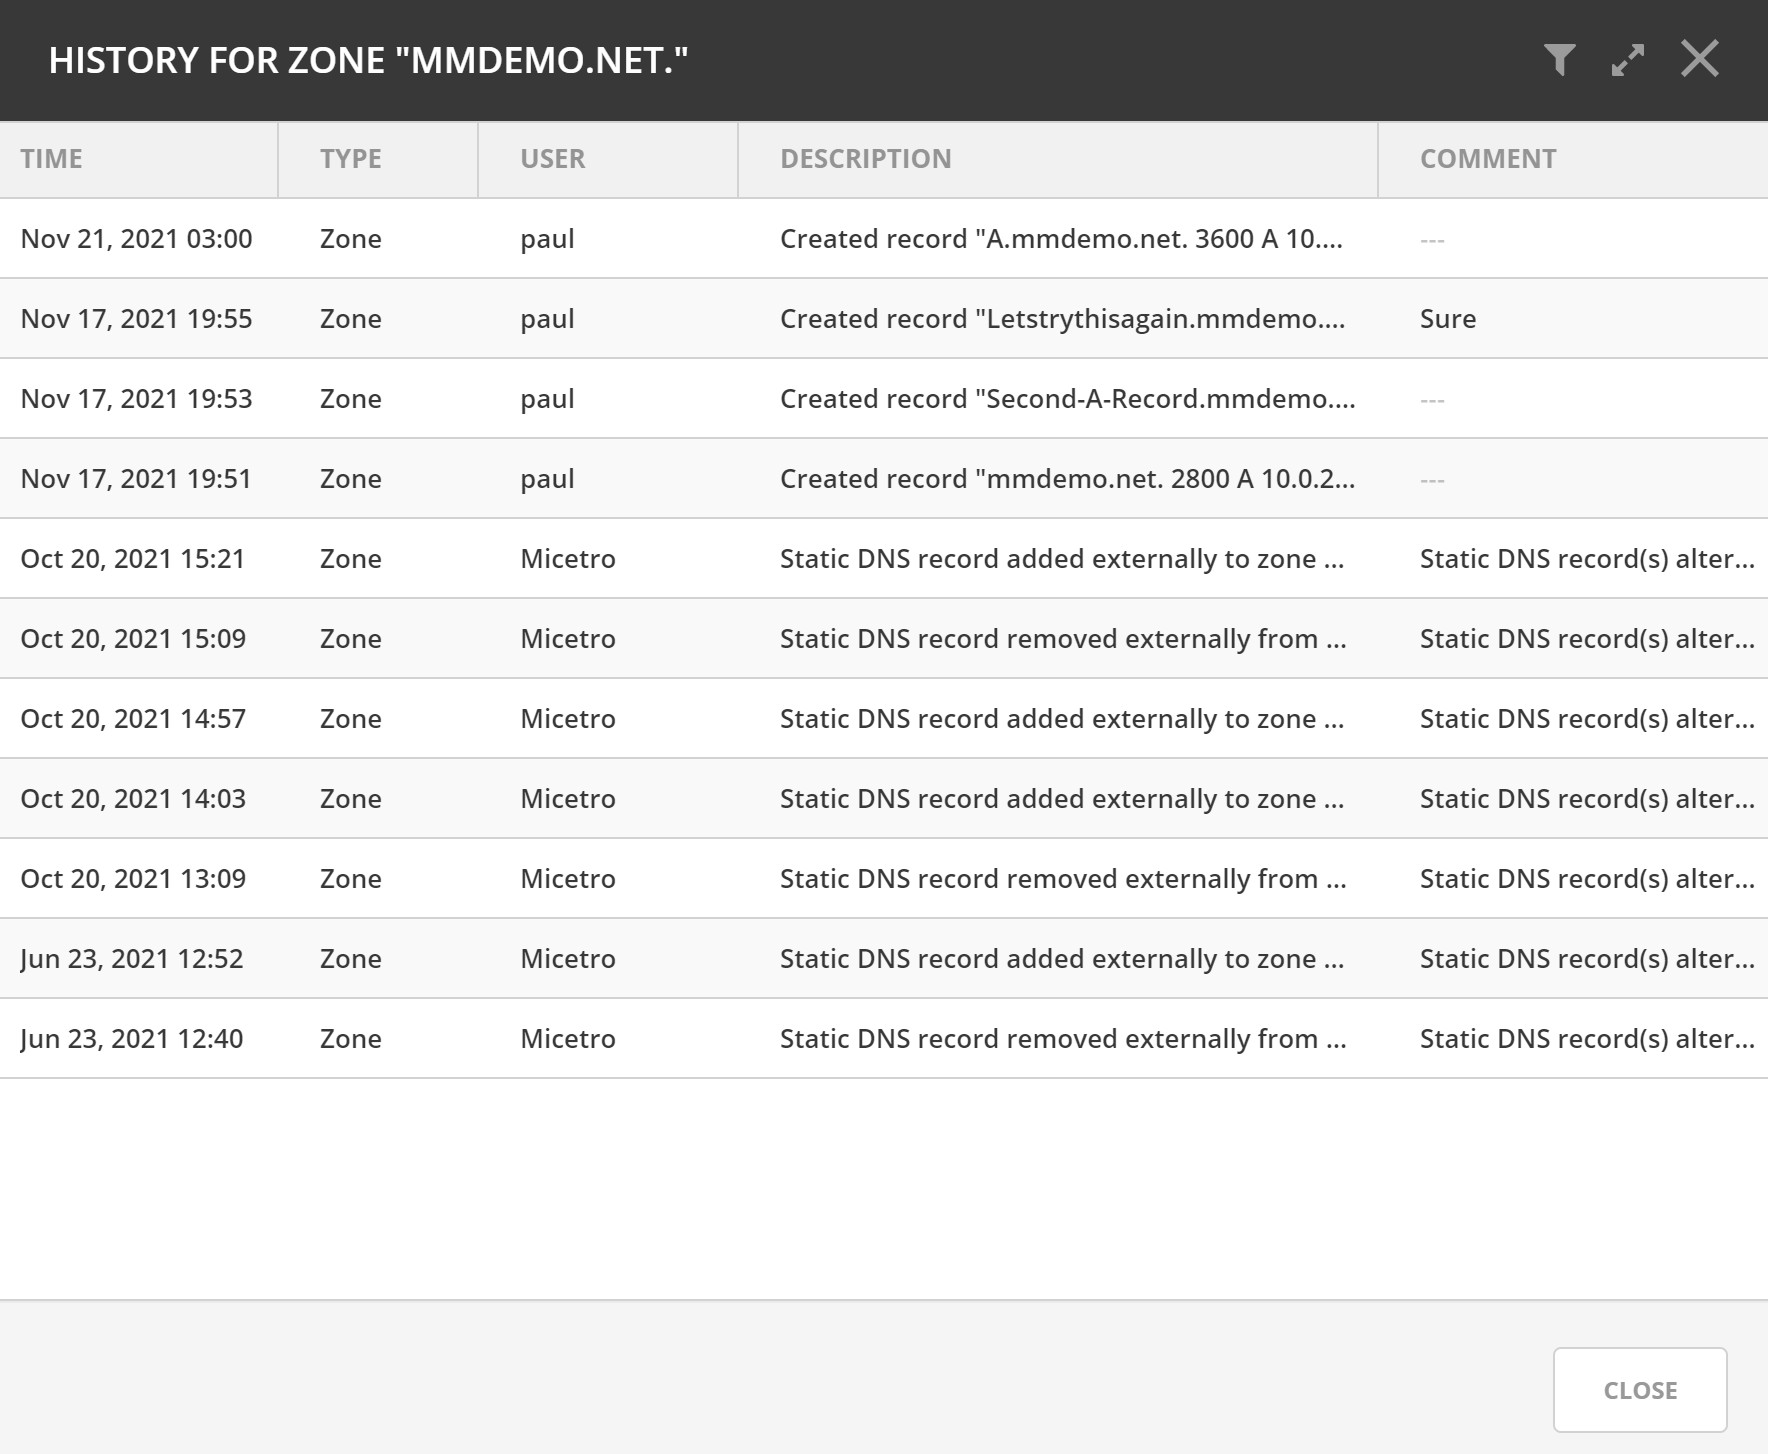 HISTORY FOR ZONE "MMDEMO.NET."
TIME TYPE USER DESCRIPTION COMMENT
Nov 21, 2021 03:00 Zone paul Created record "A.mmdemo.net. 3600 A 10.... ---
Nov 17, 2021 19:55 Zone paul Created record "Letstrythisagain.mmdemo.... Sure
Nov 17, 2021 19:53 Zone paul Created record "Second-A-Record.mmdemo.... ---
Nov 17, 2021 19:51 Zone paul Created record "mmdemo.net. 2800 A 10.0.2... ---
Oct 20, 2021 15:21 Zone Micetro Static DNS record added externally to zone ... Static DNS record(s) alter...
Oct 20, 2021 15:09 Zone Micetro Static DNS record removed externally from ... Static DNS record(s) alter...
Oct 20, 2021 14:57 Zone Micetro Static DNS record added externally to zone ... Static DNS record(s) alter...
Oct 20, 2021 14:03 Zone Micetro Static DNS record added externally to zone ... Static DNS record(s) alter...
Oct 20, 2021 13:09 Zone Micetro Static DNS record removed externally from ... Static DNS record(s) alter...
Jun 23, 2021 12:52 Zone Micetro Static DNS record added externally to zone ... Static DNS record(s) alter...
Jun 23, 2021 12:40 Zone Micetro Static DNS record removed externally from ... Static DNS record(s) alter...
CLOSE